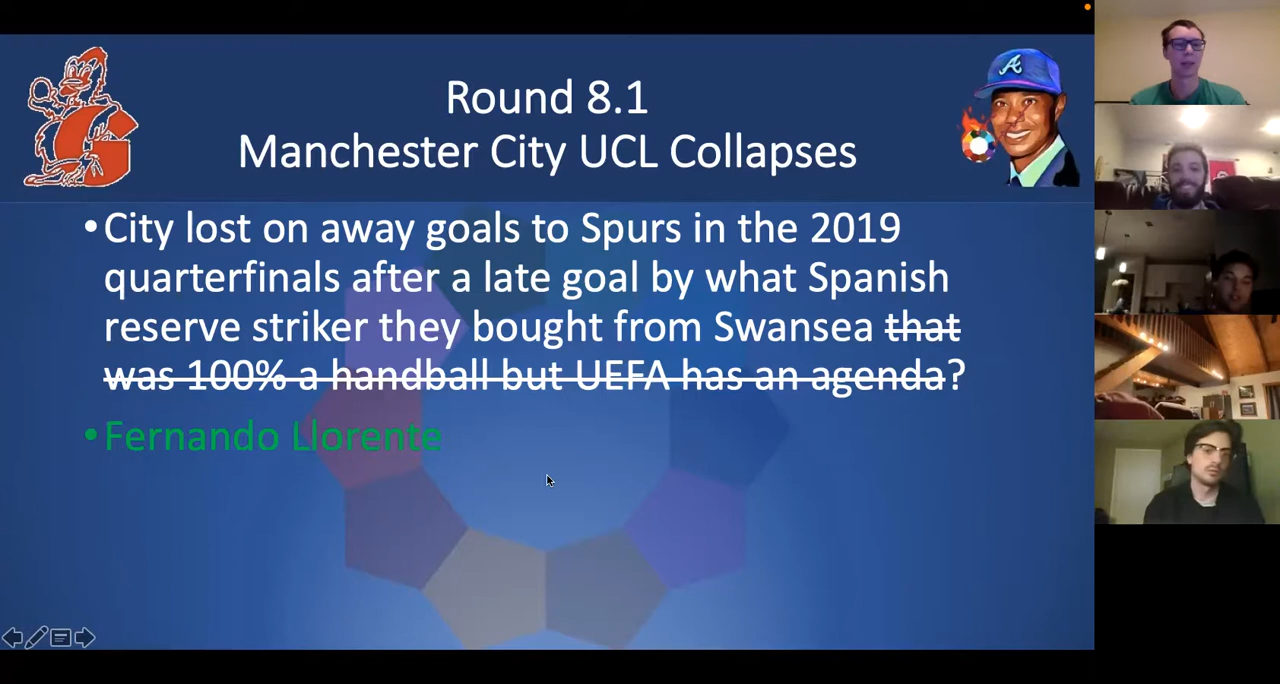 Round 8.1
Manchester City UCL Collapses
A
G
•City lost on away goals to Spurs in the 2019
quarterfinals after a late goal by what Spanish
reserve striker they bought from Swansea that
was 100% a handball but UEFA has an agenda?
•Fernando Llorente